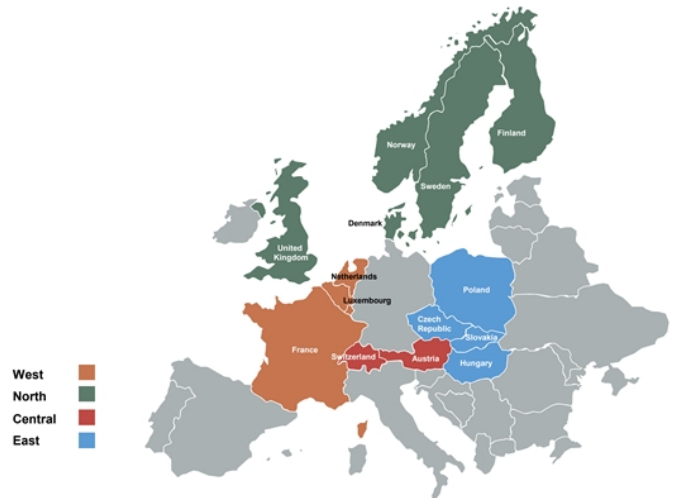 Finland
Norway
Sweden
Denmark
United
Kingdom
Netherlands
Poland
Luxembourg
Czech
Republic
Slovakia
France
Switzerland
Austria
Hungary
West
North
Central
East